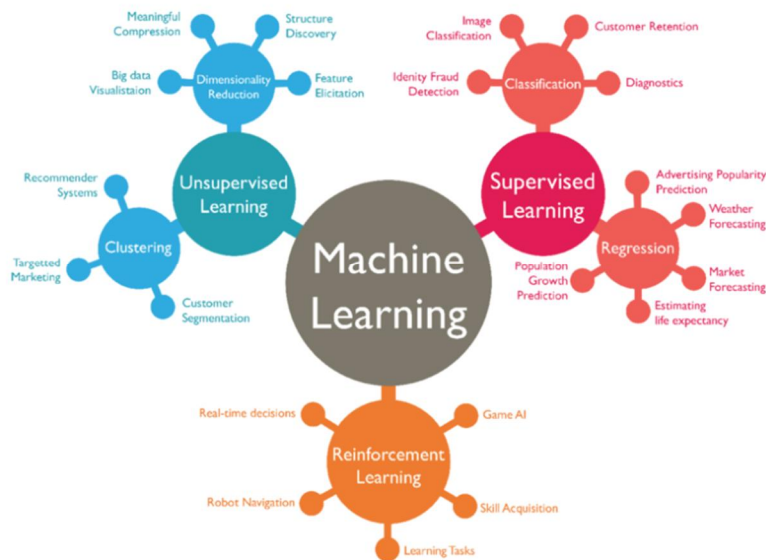 Meaningful
Compression
Structure
Discovery
Big data
Visualistaion
Dimensionality
Reduction
Feature
Elicitation
Unsupervised
Learning
Recommender
Systems
Clustering
Targetted
Marketing
Customer
Segmentation
Machine
Learning
Image
Classification
Customer Retention
Idenity Fraud
Detection
Classification
Diagnostics
Supervised
Learning
Advertising Popularity
Prediction
Weather
Forecasting
Regression
Population
Growth
Prediction
Market
Forecasting
Estimating
life expectancy
Real-time decisions
Game AI
Reinforcement
Learning
Robot Navigation
Skill Acquisition
Learning Tasks